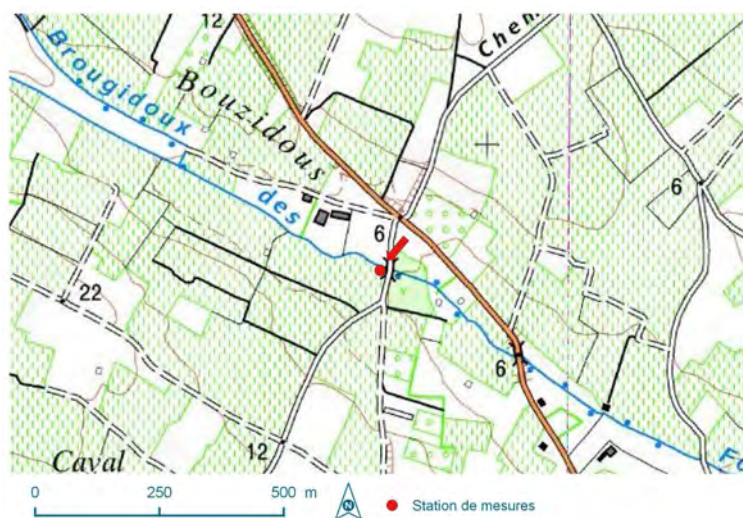 12
Chem
Brougidoux
Bouzidous
des
6
6
22
6
12
Caval
Fo
0 250 500 m
N
Station de mesures